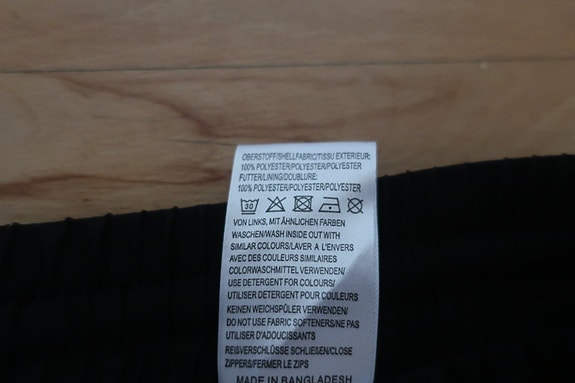 OBERSTOFF/SHELLFABRIC/TISSU EXTERIEUR:
100% POLYESTER/POLYESTER/POLYESTER
FUTTER/LINING/DOUBLURE:
100% POLYESTER/POLYESTER/POLYESTER
30
VON LINKS, MIT ÄHNLICHEN FARBEN
WASCHEN/WASH INSIDE OUT WITH
SIMILAR COLOURS/LAVER A L'ENVERS
AVEC DES COULEURS SIMILAIRES
COLORWASCHMITTEL VERWENDEN/
USE DETERGENT FOR COLOURS/
UTILISER DETERGENT POUR COULEURS
KEINEN WEICHSPÜLER VERWENDEN/
DO NOT USE FABRIC SOFTENERS/NE PAS
UTILISER D'ADOUCISSANTS
REIßVERSCHLÜSSE SCHLIEßEN/CLOSE
ZIPPERS/FERMER LE ZIPS
MADE IN BANGLADESH